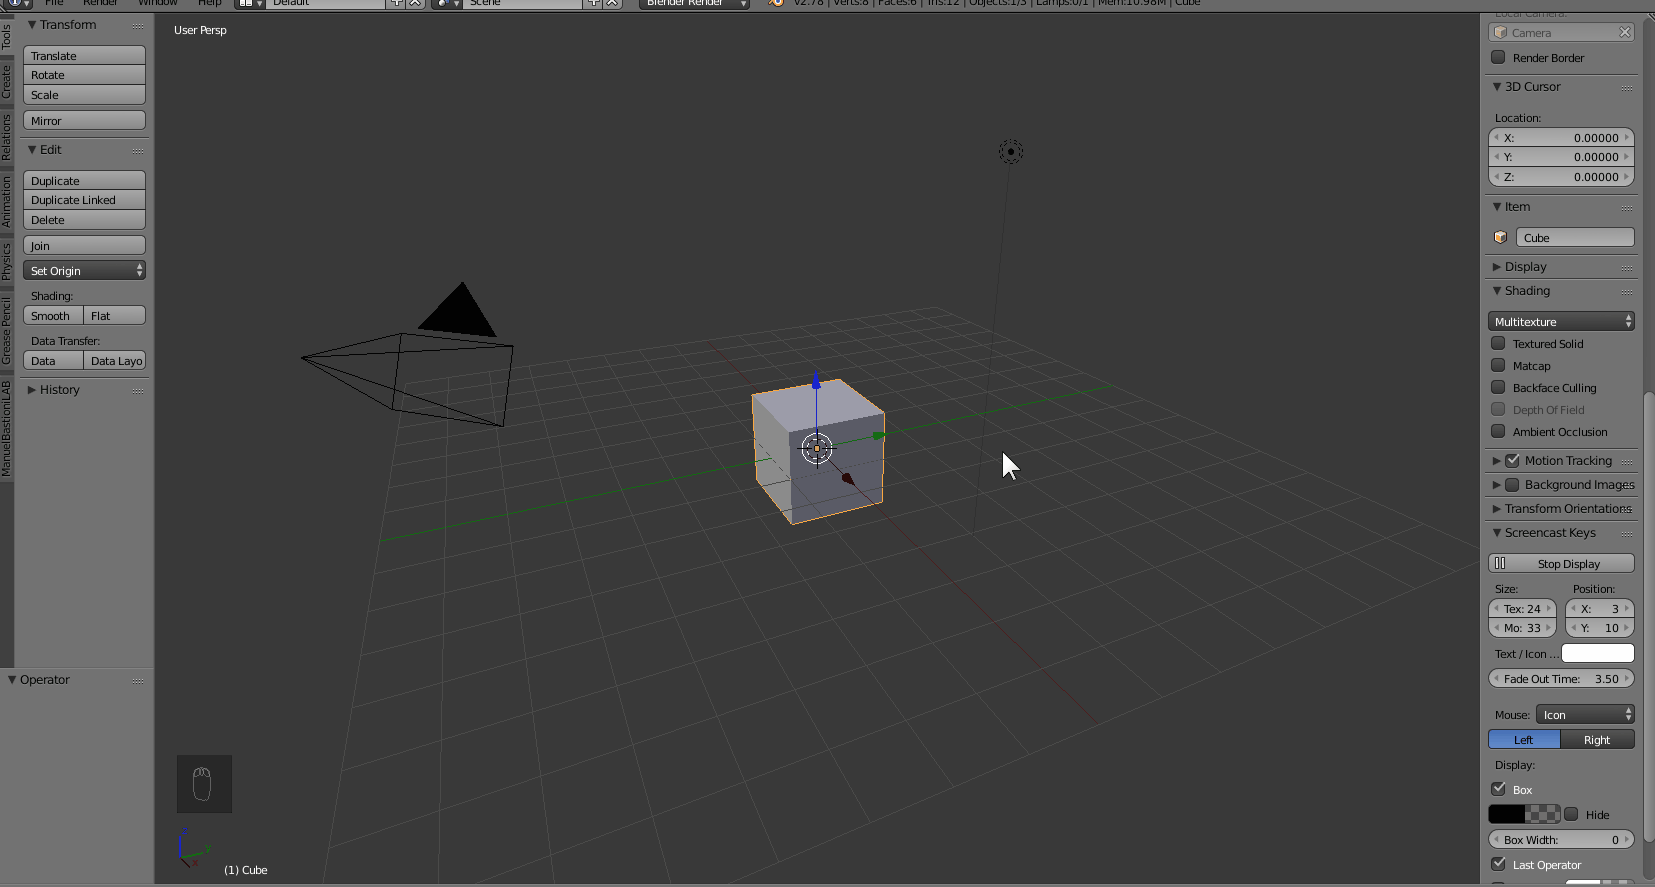 File Render Window Help Default Scene Blender Render v2.78 | Verts:8 | Faces:6 | Tris:12 | Objects:1/3 | Lamps:0/1 | Mem:10.98M | Cube
Tools
Create
Relations
Animation
Physics
Grease Pencil
ManuelBastioniLAB
Transform
Translate
Rotate
Scale
Mirror
Edit
Duplicate
Duplicate Linked
Delete
Join
Set Origin
Shading:
Smooth Flat
Data Transfer:
Data Data Layo
History
Operator
User Persp
(1) Cube
Local Camera:
Camera
Render Border
3D Cursor
Location:
X: 0.00000
Y: 0.00000
Z: 0.00000
Item
Cube
Display
Shading
Multitexture
Textured Solid
Matcap
Backface Culling
Depth Of Field
Ambient Occlusion
Motion Tracking
Background Images
Transform Orientations
Screencast Keys
Stop Display
Size: Position:
Tex: 24 X: 3
Mo: 33 Y: 10
Text / Icon ...
Fade Out Time: 3.50
Mouse: Icon
Left Right
Display:
Box
Hide
Box Width: 0
Last Operator